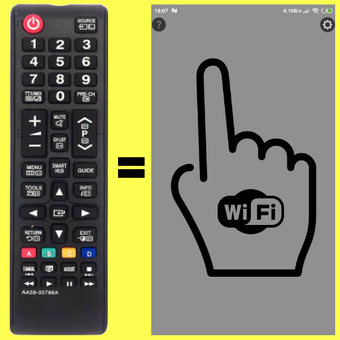 SOURCE
1 2 3
4 5 6
7 8 9
TTX/MIX 0 PRE-CH
+ MUTE
CH LIST P
MENU SMART HUB GUIDE
TOOLS INFO
RETURN EXIT
A B C D
AA59-00786A
=
16:07 0.1KB/s
?
Wi Fi